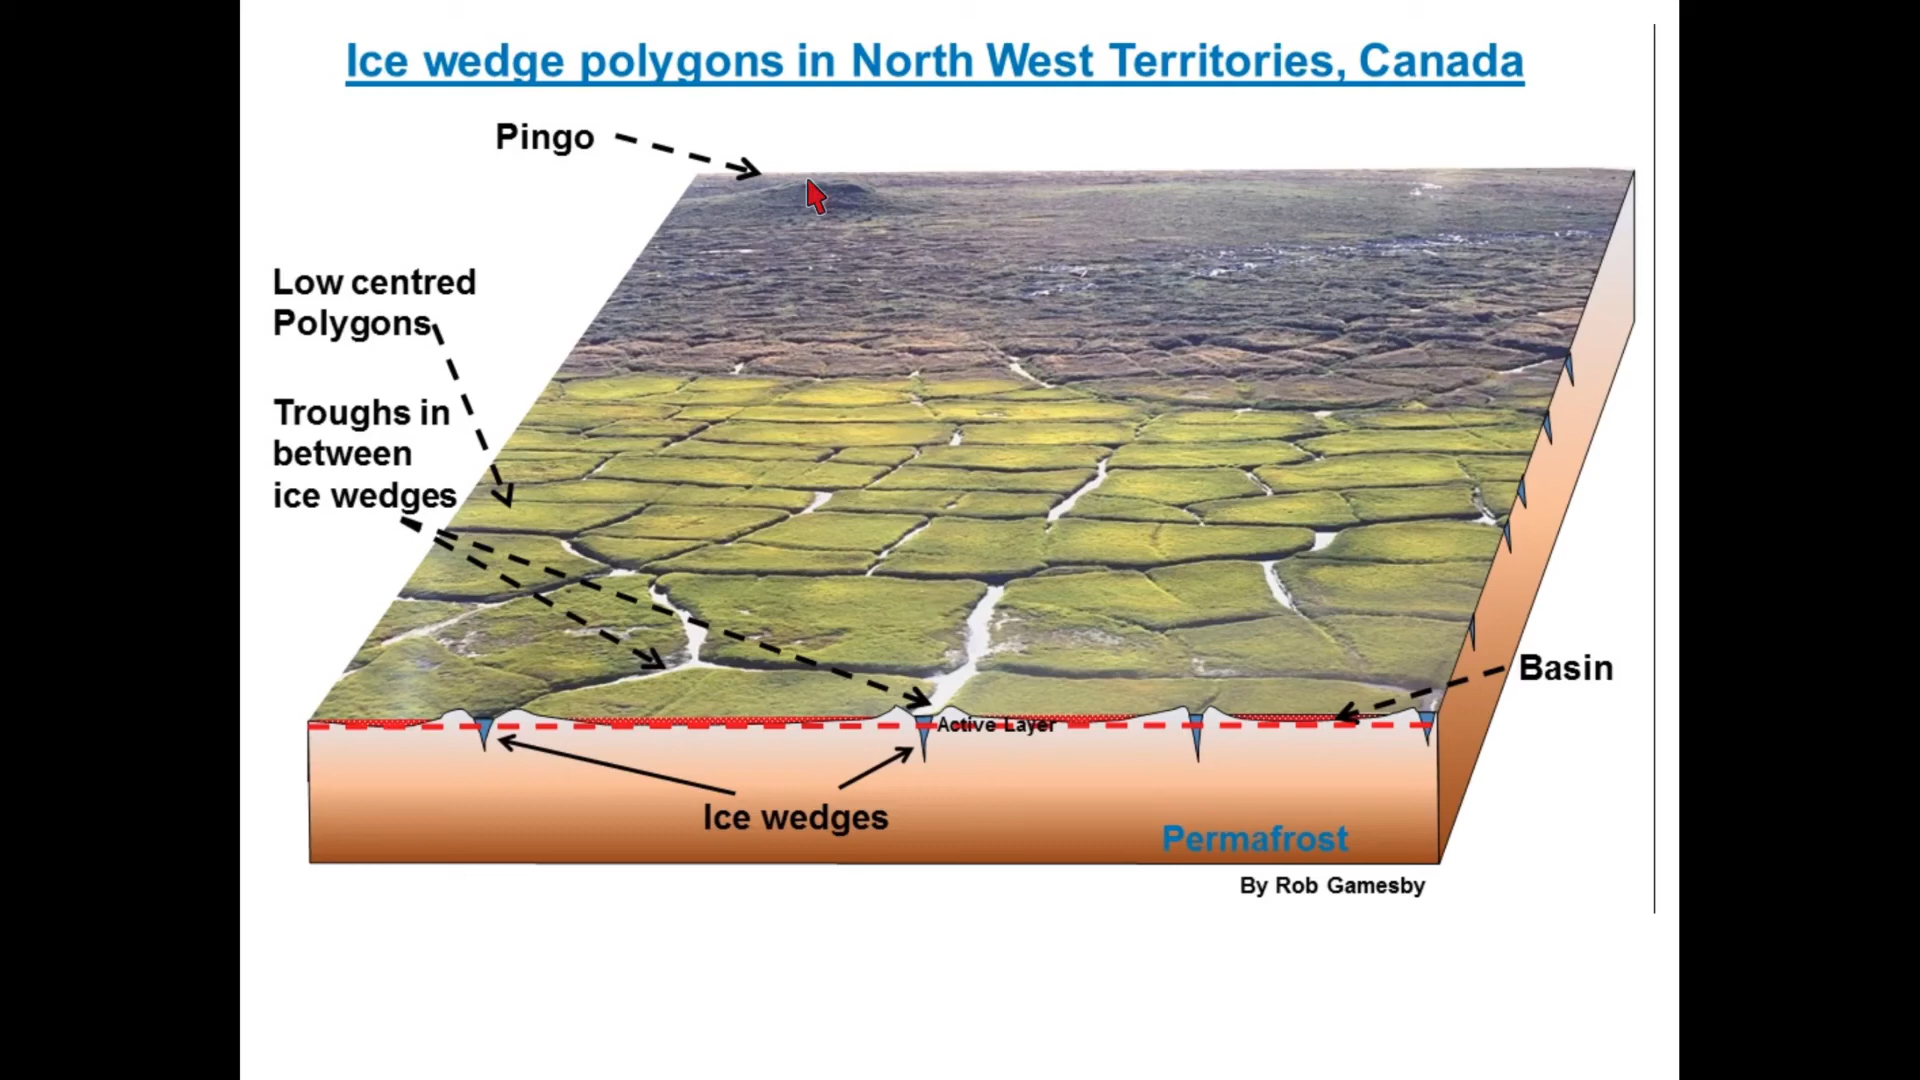 Ice wedge polygons in North West Territories, Canada
Pingo
Low centred
Polygons
Troughs in
between
ice wedges
Basin
Active Layer
Ice wedges
Permafrost
By Rob Gamesby